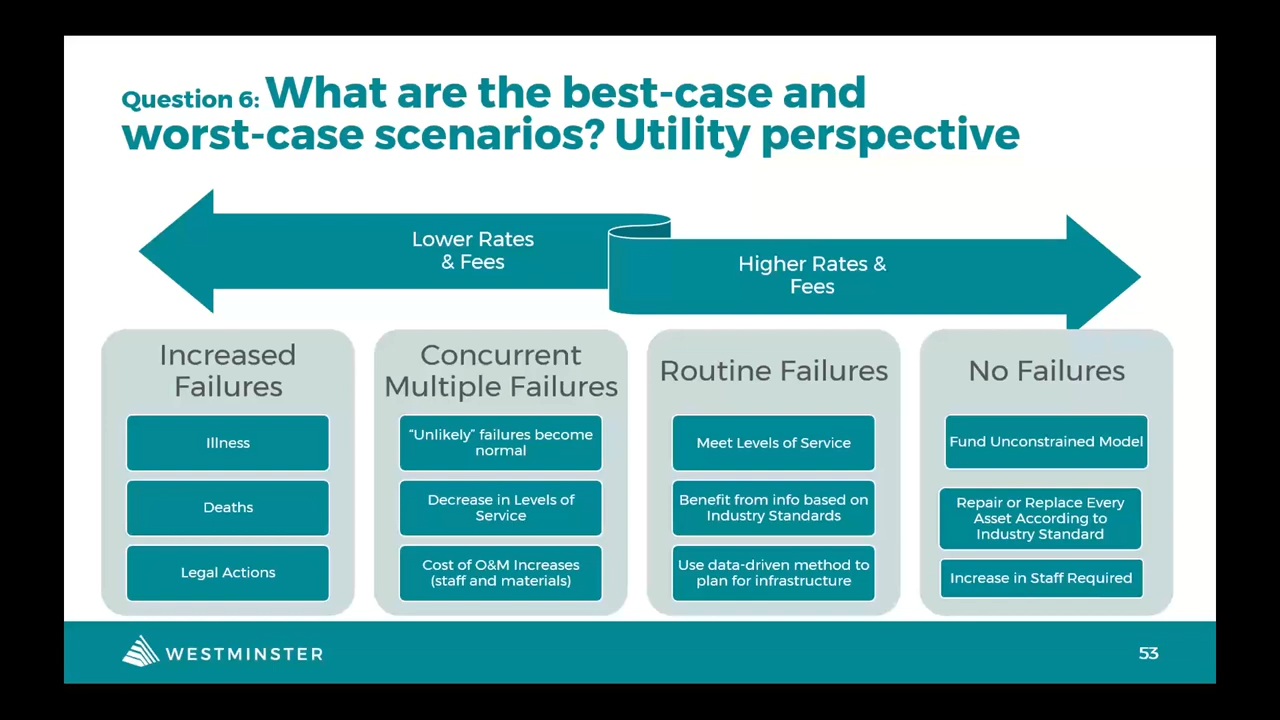 Question 6: What are the best-case and
worst-case scenarios? Utility perspective
Lower Rates
& Fees
Higher Rates &
Fees
Increased
Failures
Illness
Deaths
Legal Actions
Concurrent
Multiple Failures
“Unlikely” failures become
normal
Decrease in Levels of
Service
Cost of O&M Increases
(staff and materials)
Routine Failures
Meet Levels of Service
Benefit from info based on
Industry Standards
Use data-driven method to
plan for infrastructure
No Failures
Fund Unconstrained Model
Repair or Replace Every
Asset According to
Industry Standard
Increase in Staff Required
WESTMINSTER
53